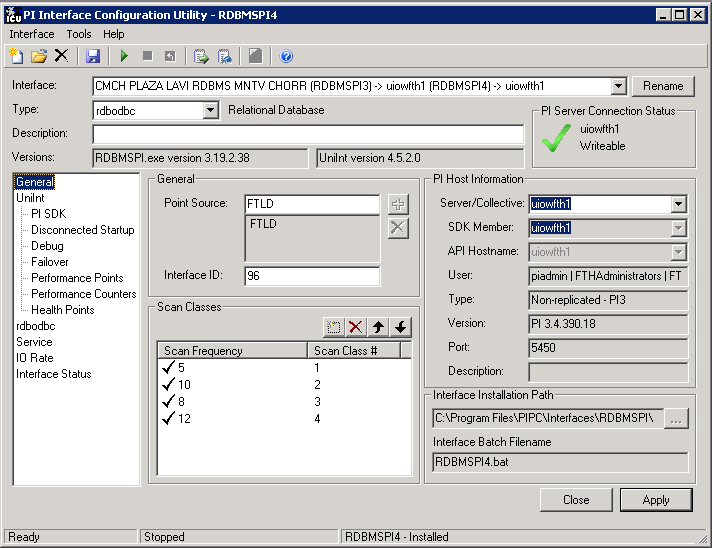 ICU PI Interface Configuration Utility - RDBMSPI4
Interface Tools Help
Interface: CMCH PLAZA LAVI RDBMS MNTV CHORR (RDBMSPI3) -> uiowfth1 (RDBMSPI4) -> uiowfth1 Rename
Type: rdbodbc Relational Database
Description:
Versions: RDBMSPI.exe version 3.19.2.38 UniInt version 4.5.2.0
PI Server Connection Status
uiowfth1
Writeable
General
UniInt
PI SDK
Disconnected Startup
Debug
Failover
Performance Points
Performance Counters
Health Points
rdbodbc
Service
IO Rate
Interface Status
General
Point Source: FTLD
FTLD
Interface ID: 96
Scan Classes
Scan Frequency Scan Class #
5 1
10 2
8 3
12 4
PI Host Information
Server/Collective: uiowfth1
SDK Member: uiowfth1
API Hostname: uiowfth1
User: piadmin | FTHAdministrators | FT
Type: Non-replicated - PI3
Version: PI 3.4.390.18
Port: 5450
Description:
Interface Installation Path
C:\Program Files\PIPC\Interfaces\RDBMSPI\ ...
Interface Batch Filename
RDBMSPI4.bat
Close Apply
Ready Stopped RDBMSPI4 - Installed